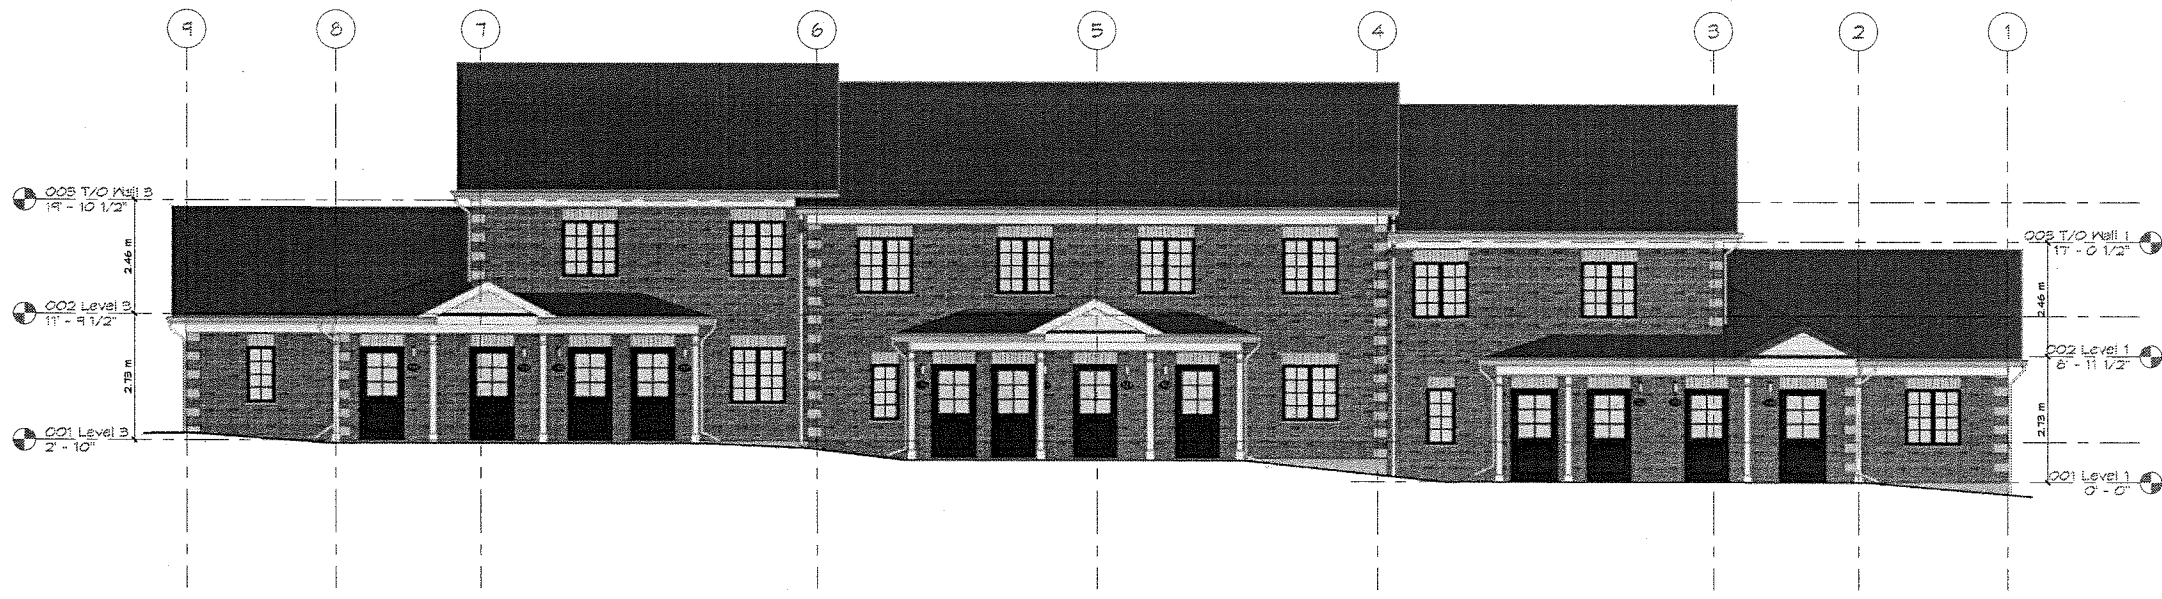 9 8 7 6 5 4 3 2 1
003 T/O Wall 3
19' - 10 1/2"
2.46 m
002 Level 3
11' - 9 1/2"
2.73 m
001 Level 3
2' - 10"
003 T/O Wall 1
17' - 0 1/2"
2.46 m
002 Level 1
8' - 11 1/2"
2.73 m
001 Level 1
0' - 0"